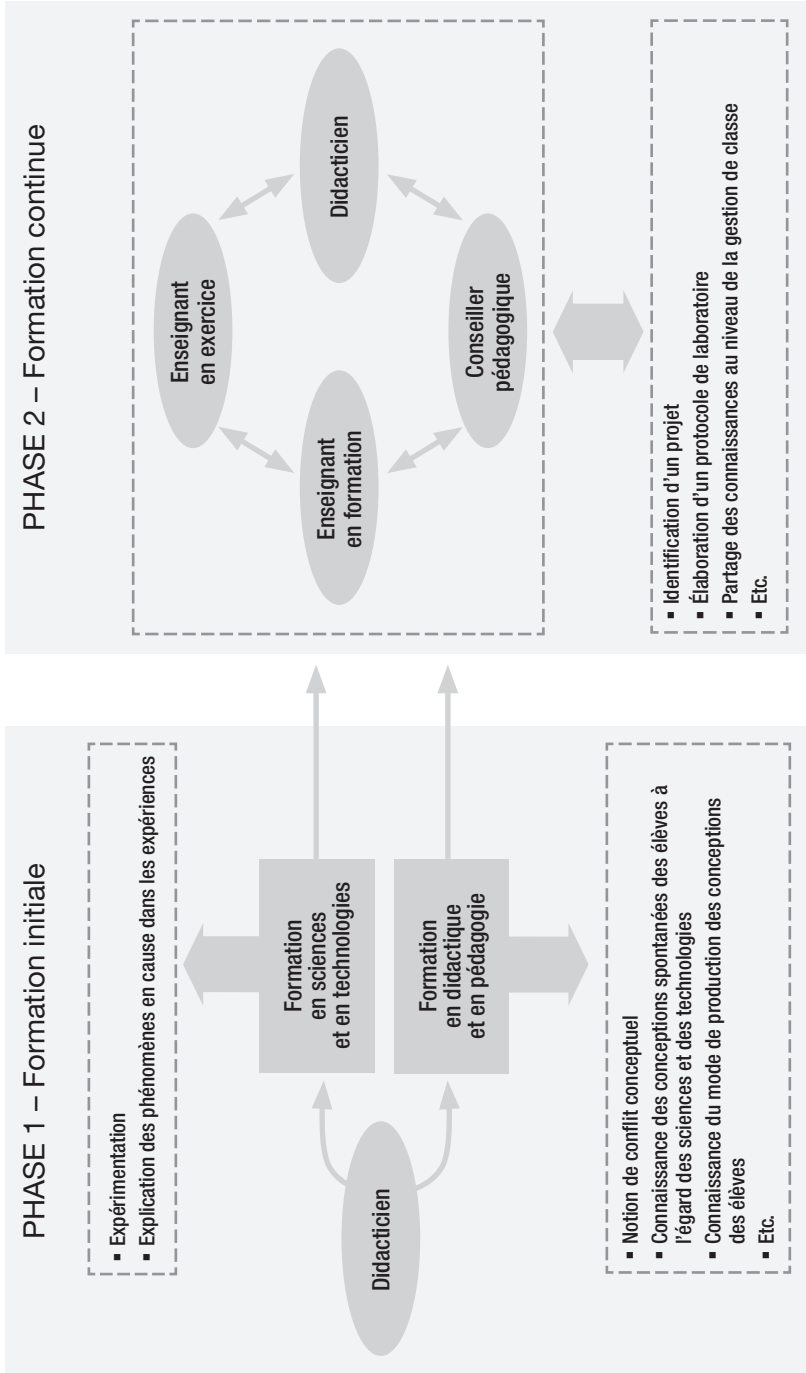 PHASE 1 – Formation initiale
▪ Expérimentation
▪ Explication des phénomènes en cause dans les expériences
Didacticien
Formation
en sciences
et en technologies
Formation
en didactique
et en pédagogie
▪ Notion de conflit conceptuel
▪ Connaissance des conceptions spontanées des élèves à
l'égard des sciences et des technologies
▪ Connaissance du mode de production des conceptions
des élèves
▪ Etc.
PHASE 2 – Formation continue
Enseignant
en exercice
Enseignant
en formation
Didacticien
Conseiller
pédagogique
▪ Identification d'un projet
▪ Élaboration d'un protocole de laboratoire
▪ Partage des connaissances au niveau de la gestion de classe
▪ Etc.